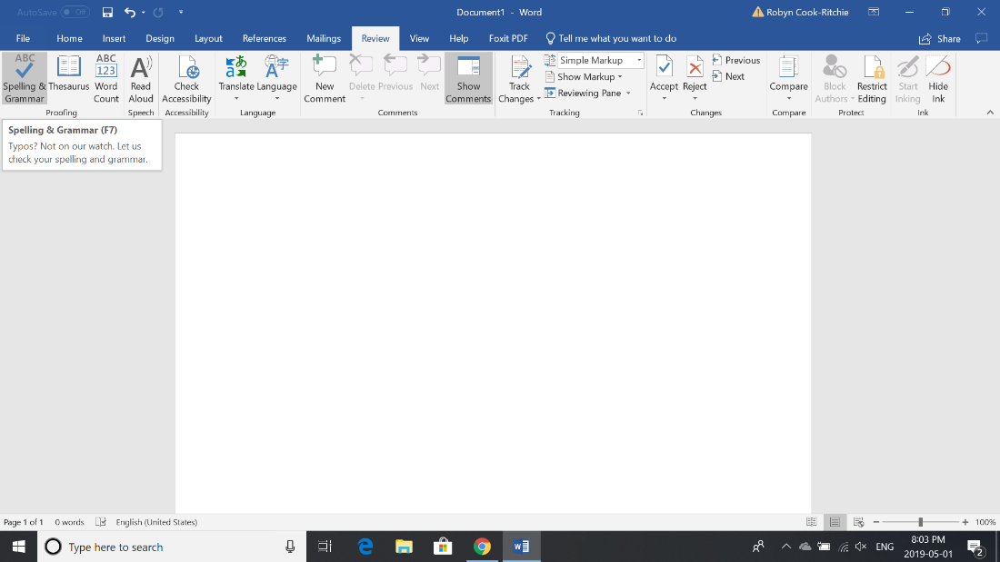 AutoSave Off
Document1 - Word
Robyn Cook-Ritchie
File Home Insert Design Layout References Mailings Review View Help Foxit PDF Tell me what you want to do
Share
ABC
Spelling & Grammar
Thesaurus
ABC
123
Word Count
Proofing
A
Read Aloud
Speech
Check Accessibility
Accessibility
Translate
A字
Language
Language
New Comment
Delete
Previous
Next
Show Comments
Comments
Track Changes
Simple Markup
Show Markup
Reviewing Pane
Tracking
Accept
Reject
Previous
Next
Changes
Compare
Compare
Block Authors
Restrict Editing
Protect
Start Inking
Hide Ink
Ink
Spelling & Grammar (F7)
Typos? Not on our watch. Let us
check your spelling and grammar.
Page 1 of 1 0 words English (United States)
100%
Type here to search
W
ENG
8:03 PM
2019-05-01
2